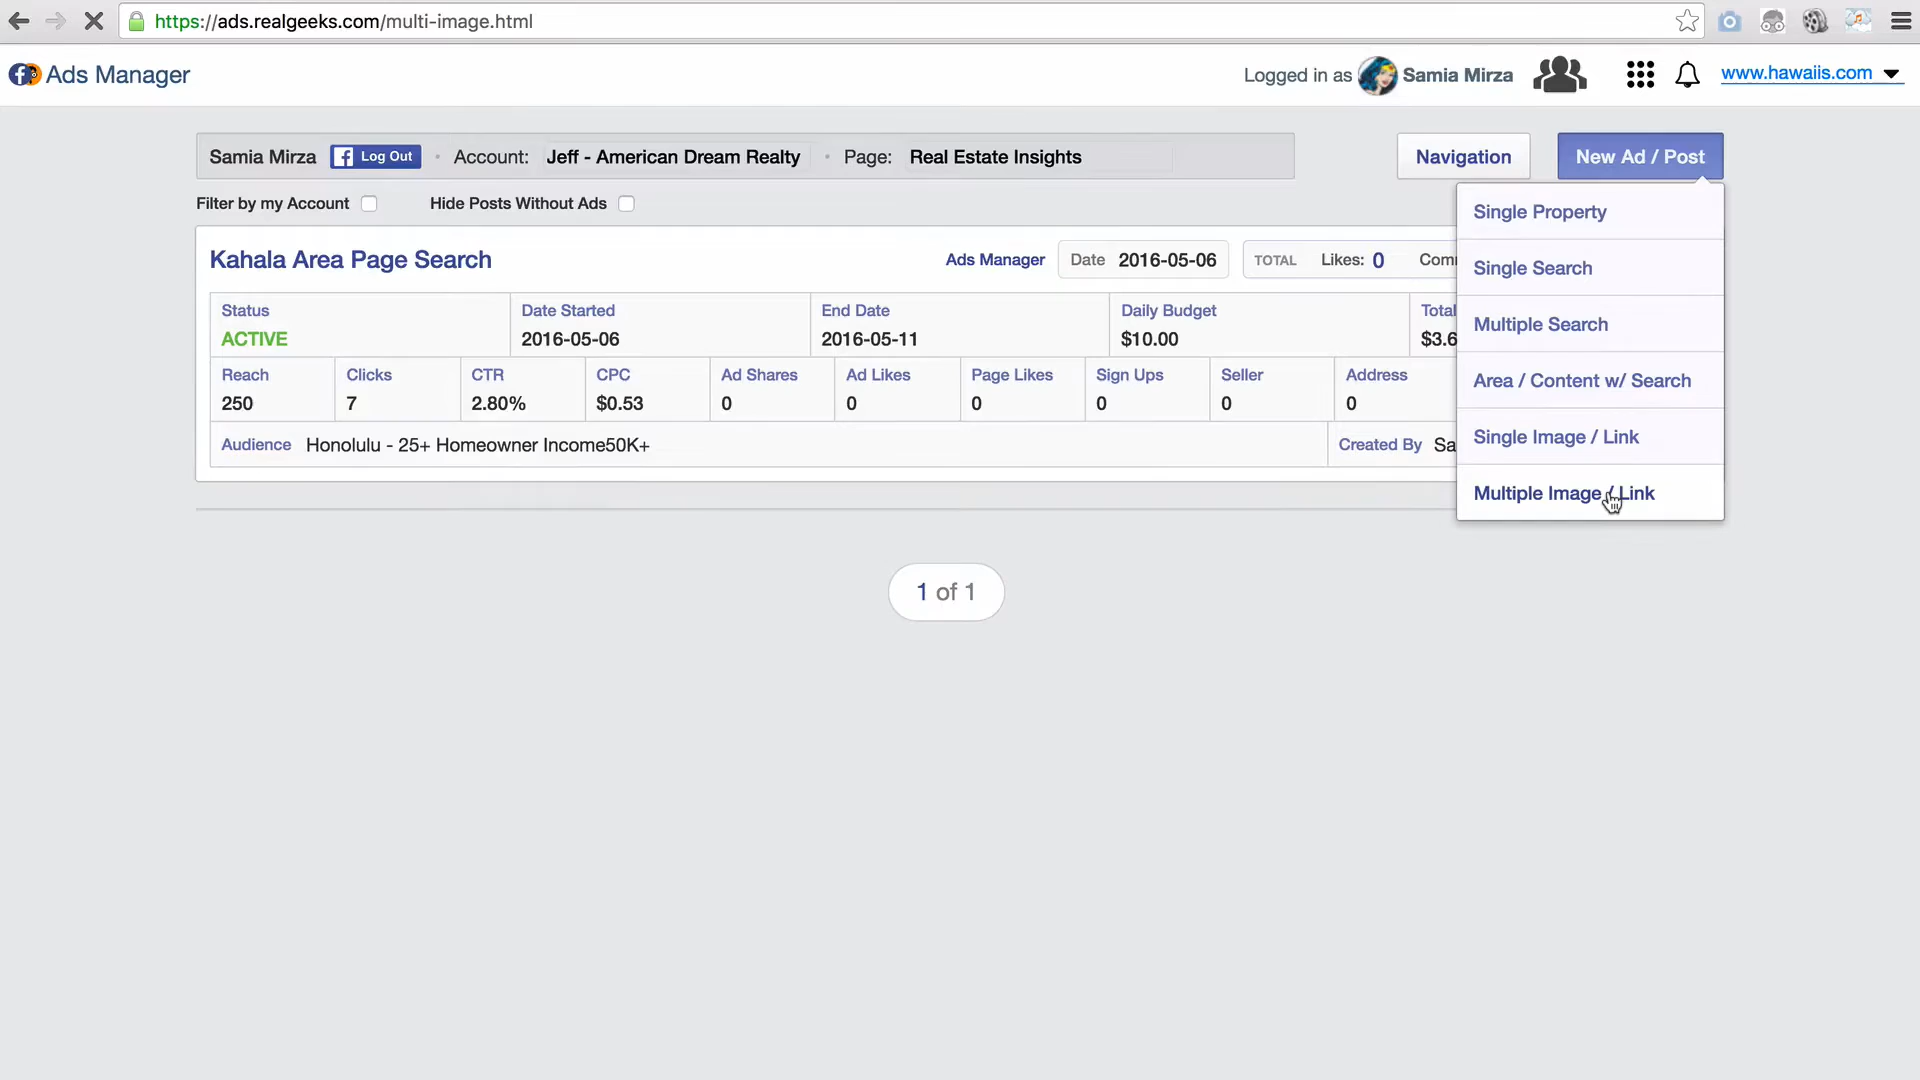 https://ads.realgeeks.com/multi-image.html
Ads Manager
Logged in as Samia Mirza
www.hawaiis.com
Samia Mirza Log Out · Account: Jeff - American Dream Realty · Page: Real Estate Insights
Navigation
New Ad / Post
Filter by my Account
Hide Posts Without Ads
Single Property
Single Search
Multiple Search
Area / Content w/ Search
Single Image / Link
Multiple Image / Link
Kahala Area Page Search
Ads Manager
Date 2016-05-06
TOTAL Likes: 0
Status Date Started End Date Daily Budget Total
ACTIVE 2016-05-06 2016-05-11 $10.00 $3.6
Reach Clicks CTR CPC Ad Shares Ad Likes Page Likes Sign Ups Seller Address
250 7 2.80% $0.53 0 0 0 0 0 0
Audience Honolulu - 25+ Homeowner Income50K+
Created By Sa
1 of 1